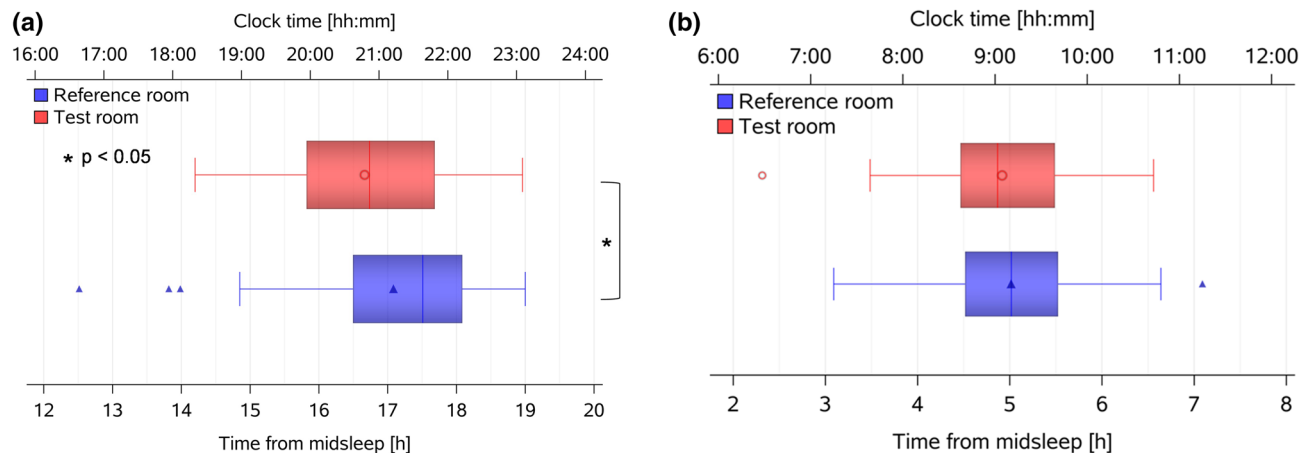 (a)
Clock time [hh:mm]
16:00 17:00 18:00 19:00 20:00 21:00 22:00 23:00 24:00
Reference room
Test room
* p < 0.05
*
12 13 14 15 16 17 18 19 20
Time from midsleep [h]
(b)
Clock time [hh:mm]
6:00 7:00 8:00 9:00 10:00 11:00 12:00
Reference room
Test room
2 3 4 5 6 7 8
Time from midsleep [h]